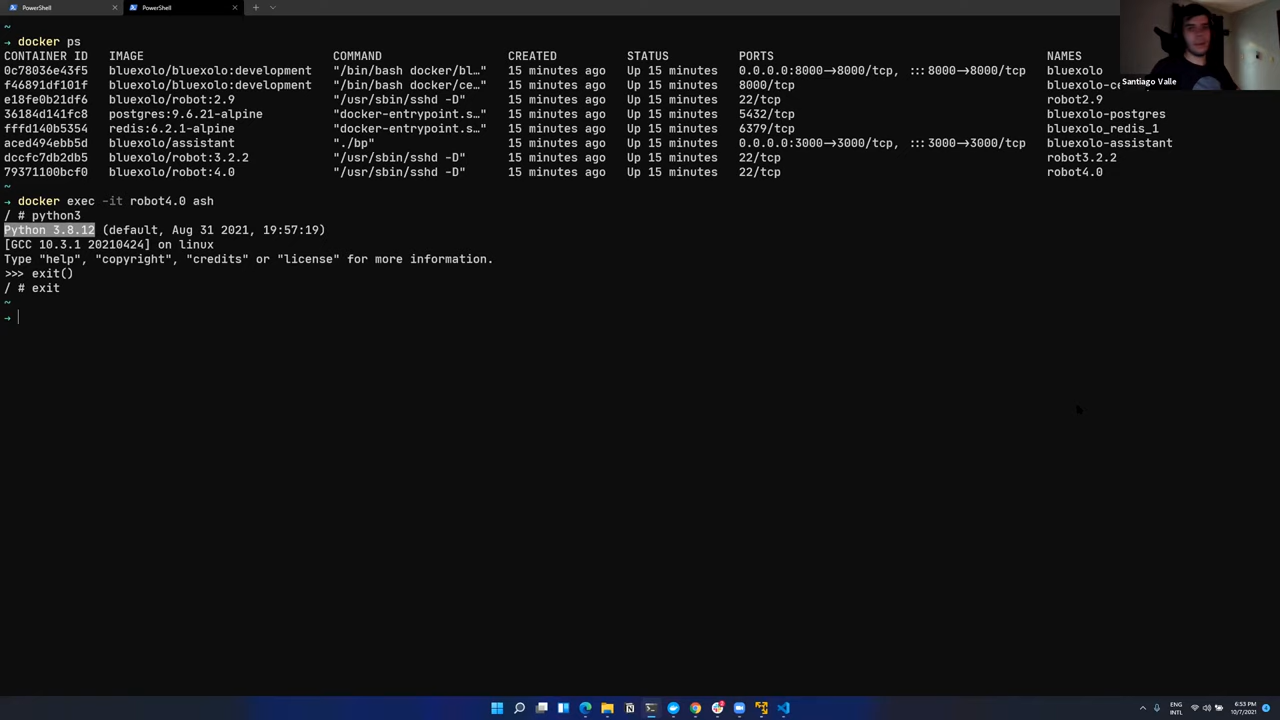 PowerShell
PowerShell
~
→ docker ps
CONTAINER ID IMAGE COMMAND CREATED STATUS PORTS NAMES
0c78036e43f5 bluexolo/bluexolo:development "/bin/bash docker/bl…" 15 minutes ago Up 15 minutes 0.0.0.0:8000→8000/tcp, :::8000→8000/tcp bluexolo
f46891df101f bluexolo/bluexolo:development "/bin/bash docker/ce…" 15 minutes ago Up 15 minutes 8000/tcp bluexolo-ce
e18fe0b21df6 bluexolo/robot:2.9 "/usr/sbin/sshd -D" 15 minutes ago Up 15 minutes 22/tcp robot2.9
36184d141fc8 postgres:9.6.21-alpine "docker-entrypoint.s…" 15 minutes ago Up 15 minutes 5432/tcp bluexolo-postgres
fffd140b5354 redis:6.2.1-alpine "docker-entrypoint.s…" 15 minutes ago Up 15 minutes 6379/tcp bluexolo_redis_1
aced494ebb5d bluexolo/assistant "./bp" 15 minutes ago Up 15 minutes 0.0.0.0:3000→3000/tcp, :::3000→3000/tcp bluexolo-assistant
dccfc7db2db5 bluexolo/robot:3.2.2 "/usr/sbin/sshd -D" 15 minutes ago Up 15 minutes 22/tcp robot3.2.2
79371100bcf0 bluexolo/robot:4.0 "/usr/sbin/sshd -D" 15 minutes ago Up 15 minutes 22/tcp robot4.0
~
→ docker exec -it robot4.0 ash
/ # python3
Python 3.8.12 (default, Aug 31 2021, 19:57:19)
[GCC 10.3.1 20210424] on linux
Type "help", "copyright", "credits" or "license" for more information.
>>> exit()
/ # exit
~
→
Santiago Valle
ENG
INTL
6:53 PM
10/7/2021